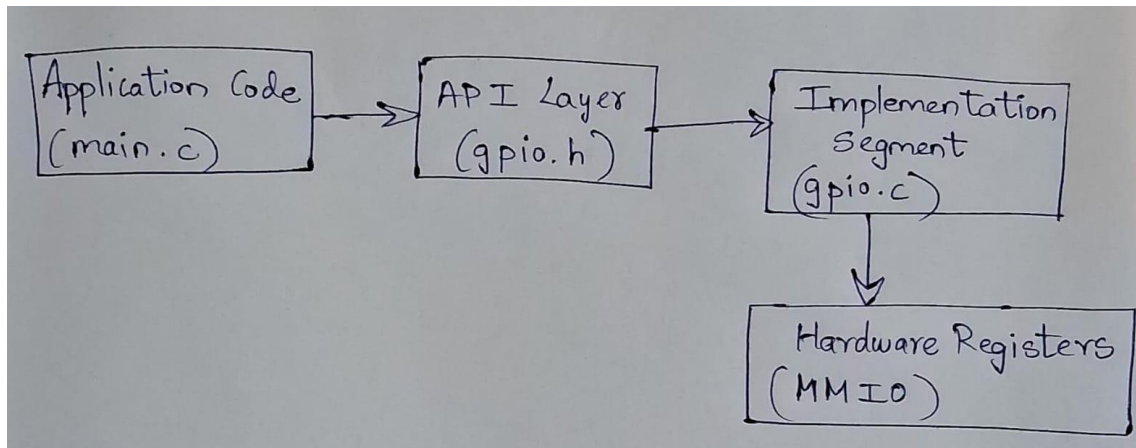 Application Code
(main.c)
API Layer
(gpio.h)
Implementation
Segment
(gpio.c)
Hardware Registers
(MMIO)